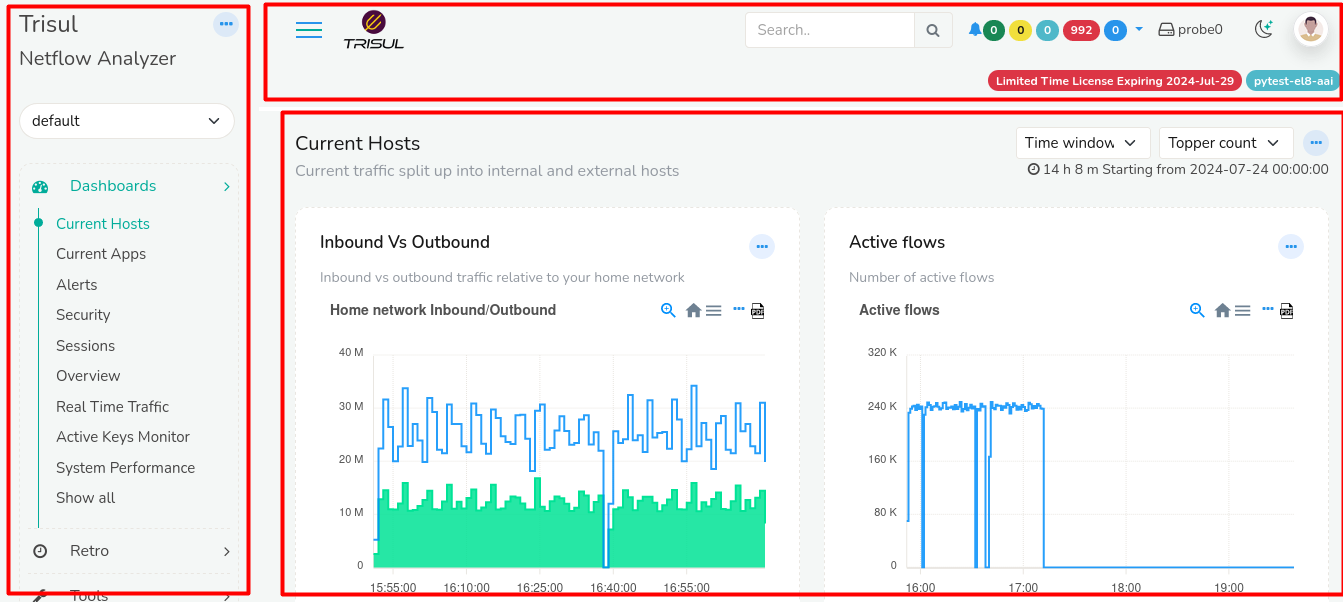 Trisul
Netflow Analyzer
default
Dashboards
Current Hosts
Current Apps
Alerts
Security
Sessions
Overview
Real Time Traffic
Active Keys Monitor
System Performance
Show all
Retro
Tools
TRISUL
Search..
0 0 0 992 0 probe0
Limited Time License Expiring 2024-Jul-29 pytest-el8-aai
Current Hosts
Current traffic split up into internal and external hosts
Time window Topper count
14 h 8 m Starting from 2024-07-24 00:00:00
Inbound Vs Outbound
Inbound vs outbound traffic relative to your home network
Home network Inbound/Outbound
PDF
40 M
30 M
20 M
10 M
0
15:55:00 16:10:00 16:25:00 16:40:00 16:55:00
Active flows
Number of active flows
Active flows
PDF
320 K
240 K
160 K
80 K
0
16:00 17:00 18:00 19:00